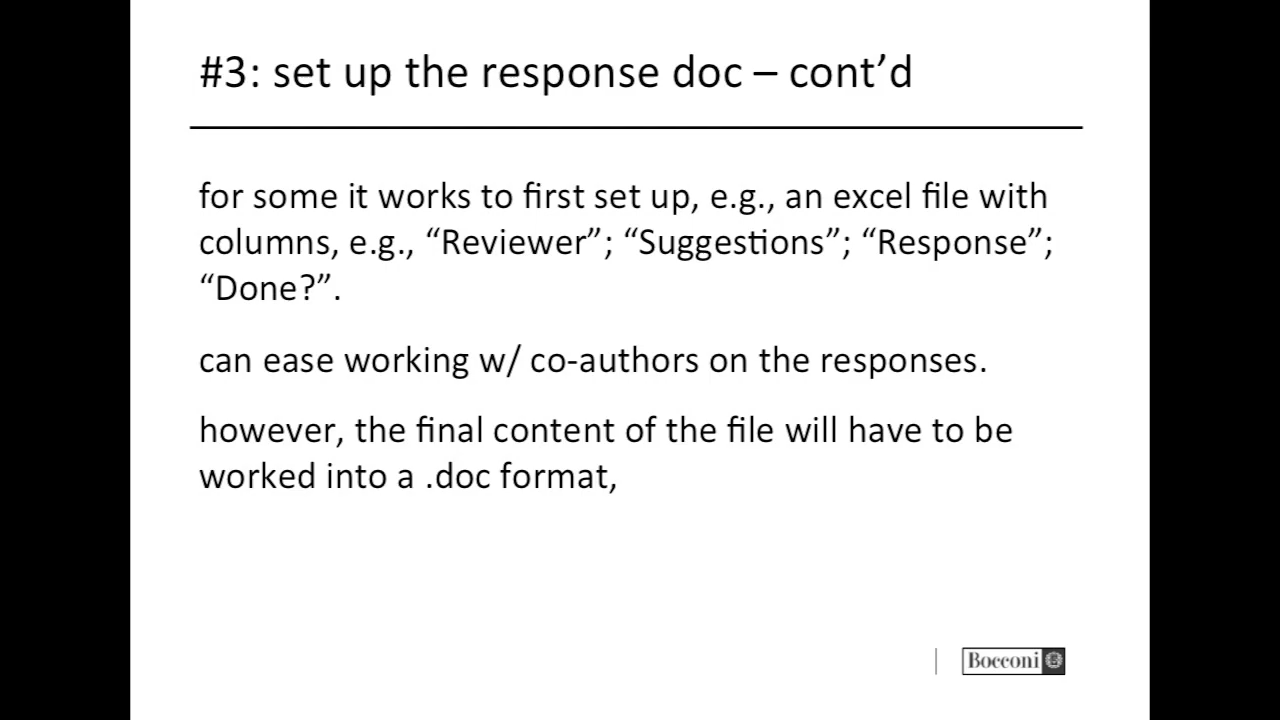 #3: set up the response doc – cont’d
for some it works to first set up, e.g., an excel file with
columns, e.g., “Reviewer”; “Suggestions”; “Response”;
“Done?”.
can ease working w/ co-authors on the responses.
however, the final content of the file will have to be
worked into a .doc format,
Bocconi